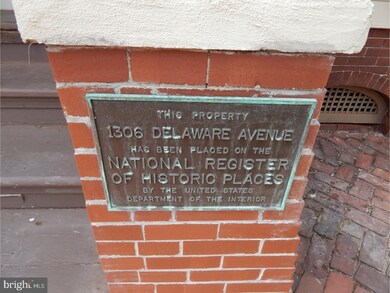 THIS PROPERTY
1306 DELAWARE AVENUE
HAS BEEN PLACED ON THE
NATIONAL REGISTER
OF HISTORIC PLACES
BY THE UNITED STATES
DEPARTMENT OF THE INTERIOR
bright MLS